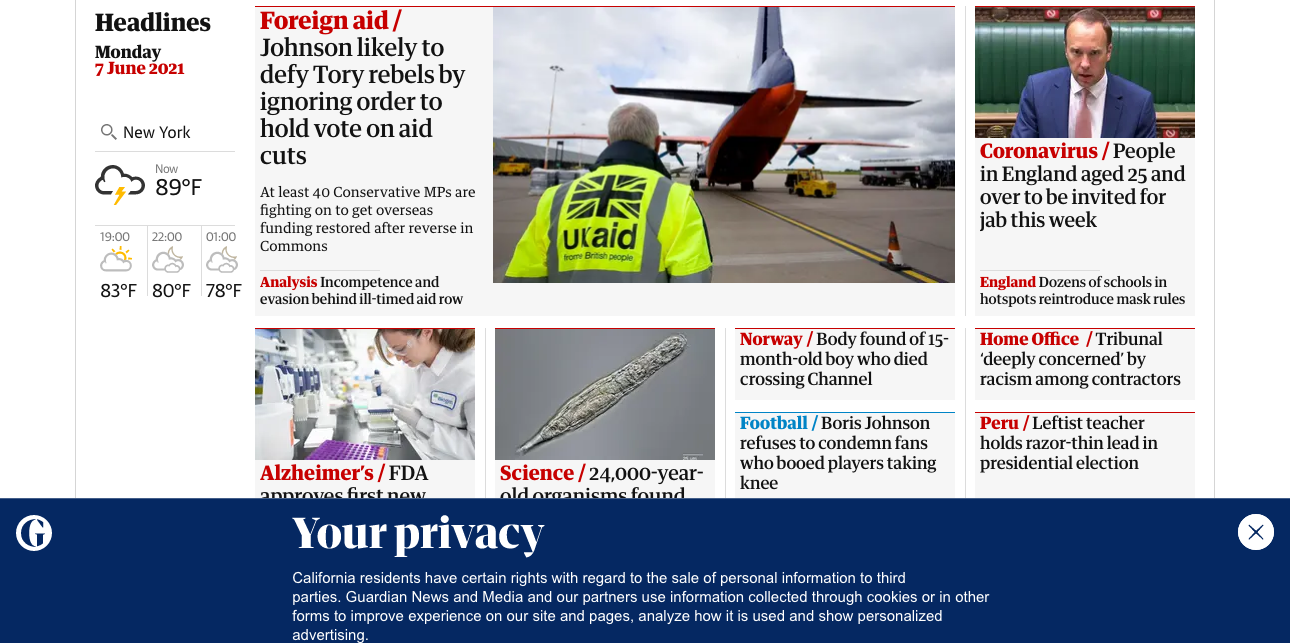 Headlines
Monday
7 June 2021
New York
Now
89°F
19:00 22:00 01:00
83°F 80°F 78°F
Foreign aid /
Johnson likely to
defy Tory rebels by
ignoring order to
hold vote on aid
cuts
At least 40 Conservative MPs are
fighting on to get overseas
funding restored after reverse in
Commons
Analysis Incompetence and
evasion behind ill-timed aid row
ukaid
from the British people
Coronavirus / People
in England aged 25 and
over to be invited for
jab this week
England Dozens of schools in
hotspots reintroduce mask rules
Alzheimer's / FDA
approves first new
Science / 24,000-year-
old organisms found
Norway / Body found of 15-
month-old boy who died
crossing Channel
Football / Boris Johnson
refuses to condemn fans
who booed players taking
knee
Home Office / Tribunal
‘deeply concerned’ by
racism among contractors
Peru / Leftist teacher
holds razor-thin lead in
presidential election
G
Your privacy
California residents have certain rights with regard to the sale of personal information to third
parties. Guardian News and Media and our partners use information collected through cookies or in other
forms to improve experience on our site and pages, analyze how it is used and show personalized
advertising.